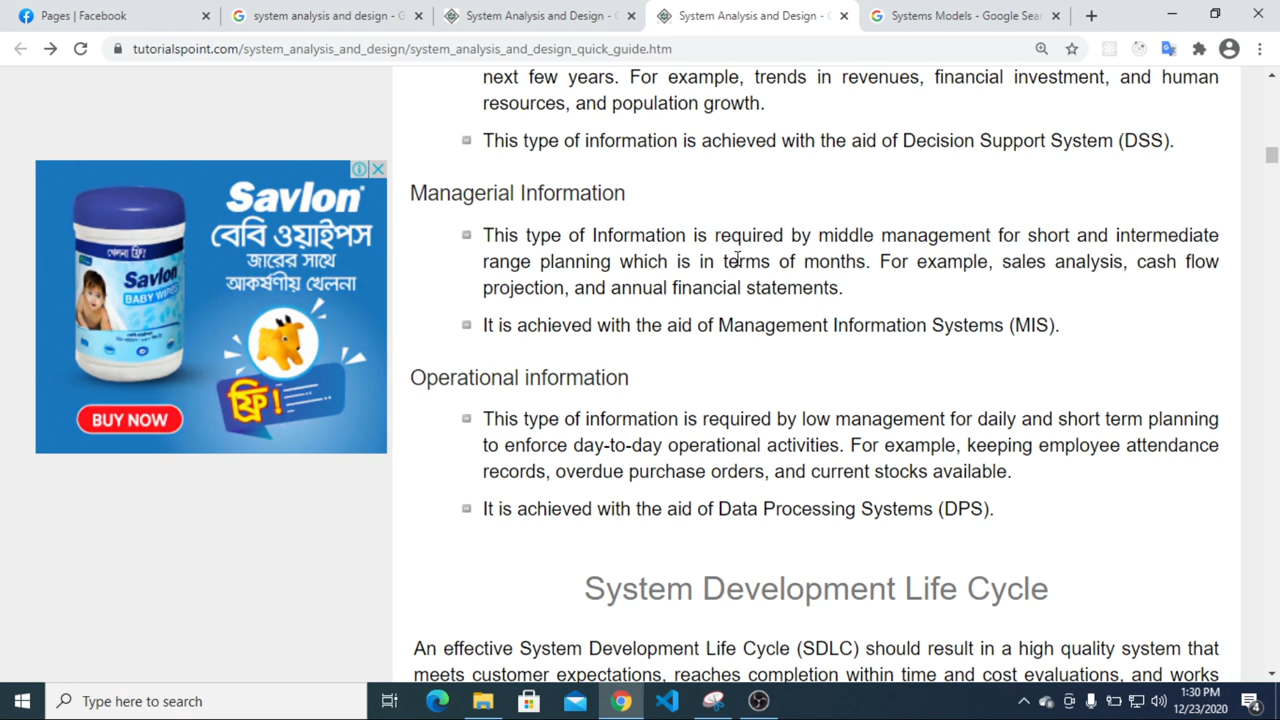 Pages | Facebook
system analysis and design - G
System Analysis and Design - Q
System Analysis and Design - Q
Systems Models - Google Sear
tutorialspoint.com/system_analysis_and_design/system_analysis_and_design_quick_guide.htm
next few years. For example, trends in revenues, financial investment, and human
resources, and population growth.
This type of information is achieved with the aid of Decision Support System (DSS).
Managerial Information
This type of Information is required by middle management for short and intermediate
range planning which is in terms of months. For example, sales analysis, cash flow
projection, and annual financial statements.
It is achieved with the aid of Management Information Systems (MIS).
Operational information
This type of information is required by low management for daily and short term planning
to enforce day-to-day operational activities. For example, keeping employee attendance
records, overdue purchase orders, and current stocks available.
It is achieved with the aid of Data Processing Systems (DPS).
System Development Life Cycle
An effective System Development Life Cycle (SDLC) should result in a high quality system that
meets customer expectations, reaches completion within time and cost evaluations, and works
Savlon
বেবি ওয়াইপস
জারের সাথে
আকর্ষণীয় খেলনা
খেলনা ফ্রি!
Savlon
BABY WIPES
ফ্রি!
BUY NOW
Type here to search
1:30 PM
12/23/2020
4